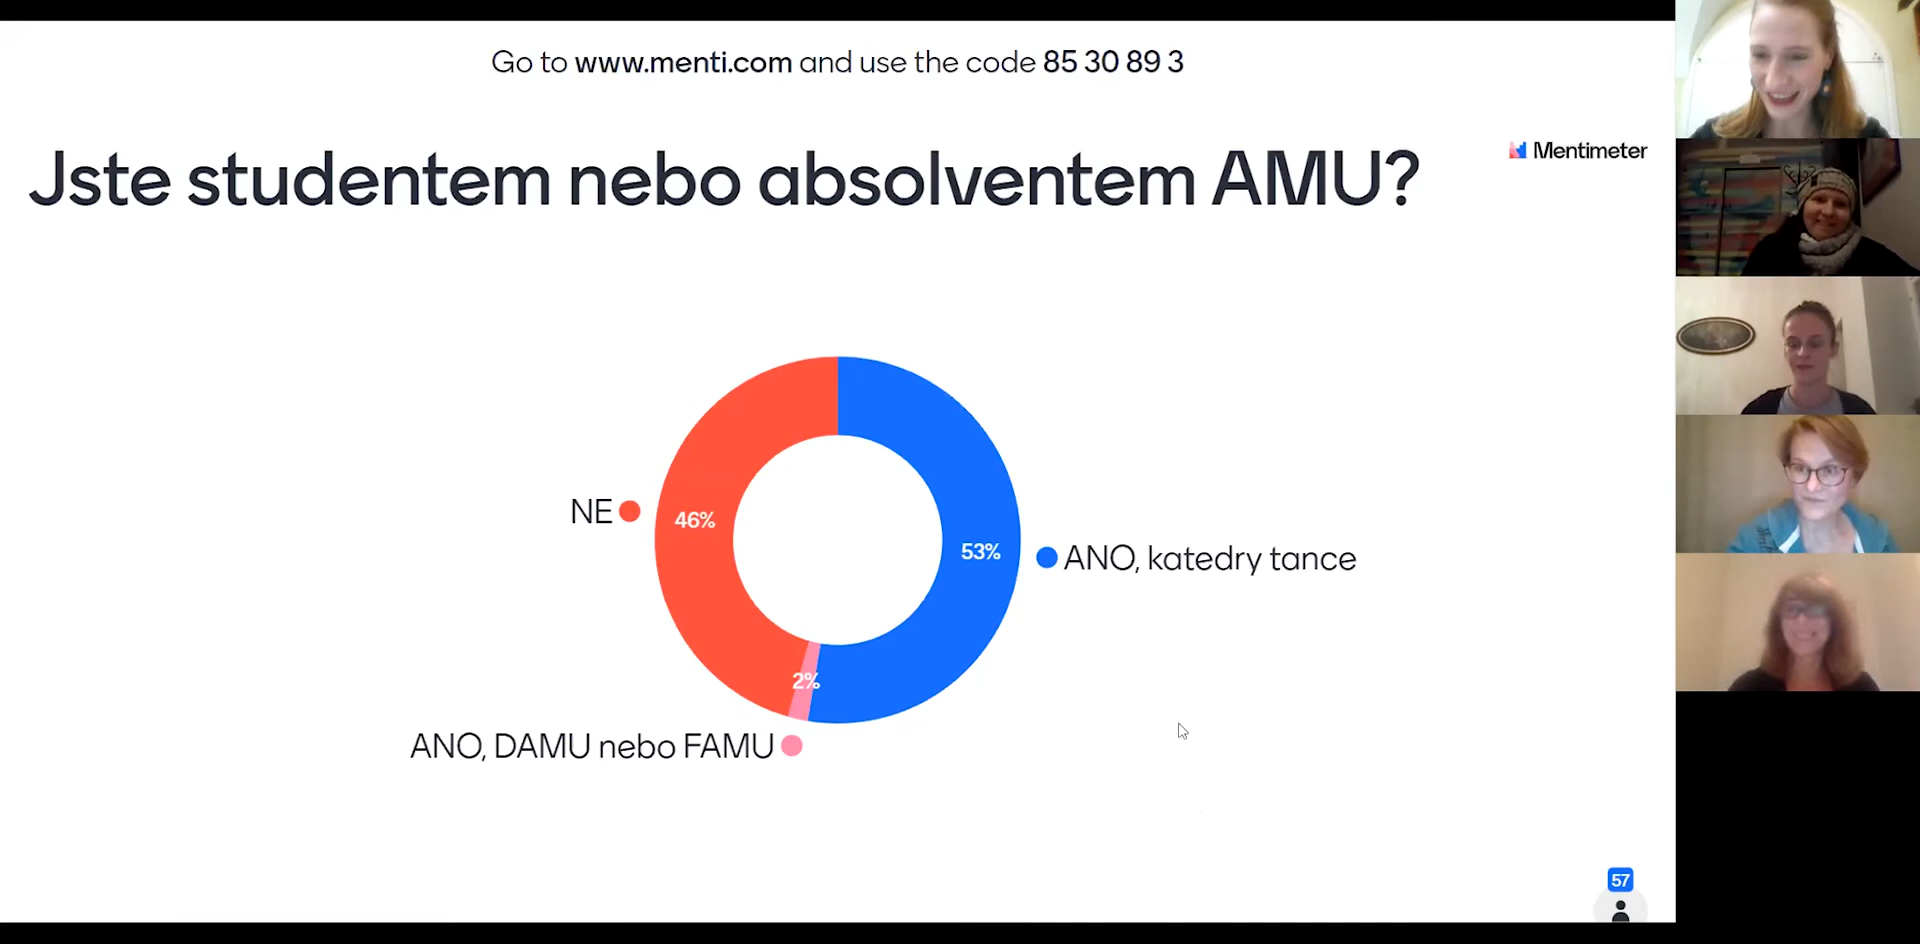 Go to www.menti.com and use the code 85 30 89 3
Jste studentem nebo absolventem AMU?
Mentimeter
NE
46%
53%
ANO, katedry tance
2%
ANO, DAMU nebo FAMU
57